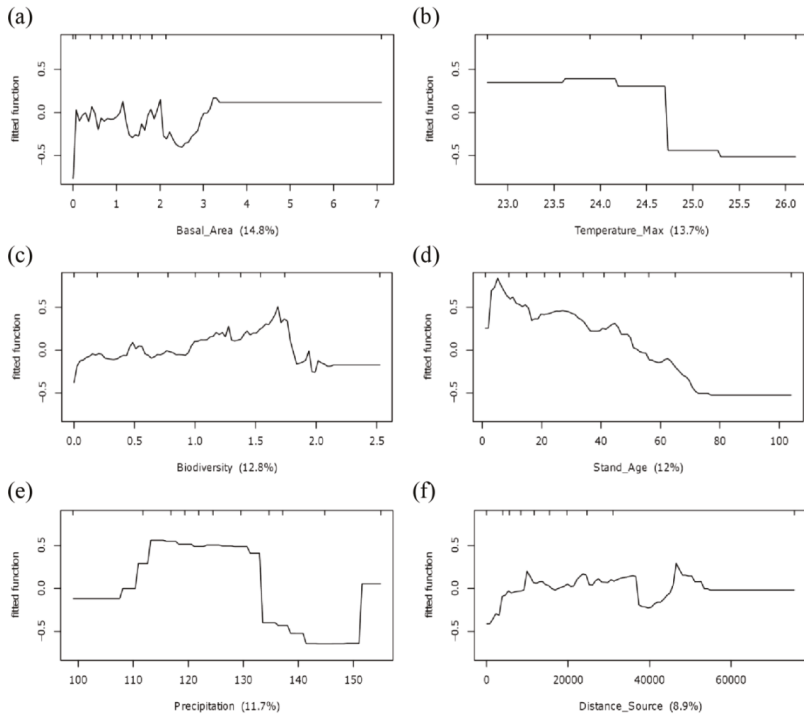 (a)
fitted function
0.5
0.0
-0.5
0 1 2 3 4 5 6 7
Basal_Area (14.8%)
(b)
fitted function
0.5
0.0
-0.5
23.0 23.5 24.0 24.5 25.0 25.5 26.0
Temperature_Max (13.7%)
(c)
fitted function
0.5
0.0
-0.5
0.0 0.5 1.0 1.5 2.0 2.5
Biodiversity (12.8%)
(d)
fitted function
0.5
0.0
-0.5
0 20 40 60 80 100
Stand_Age (12%)
(e)
fitted function
0.5
0.0
-0.5
100 110 120 130 140 150
Precipitation (11.7%)
(f)
fitted function
0.5
0.0
-0.5
0 20000 40000 60000
Distance_Source (8.9%)